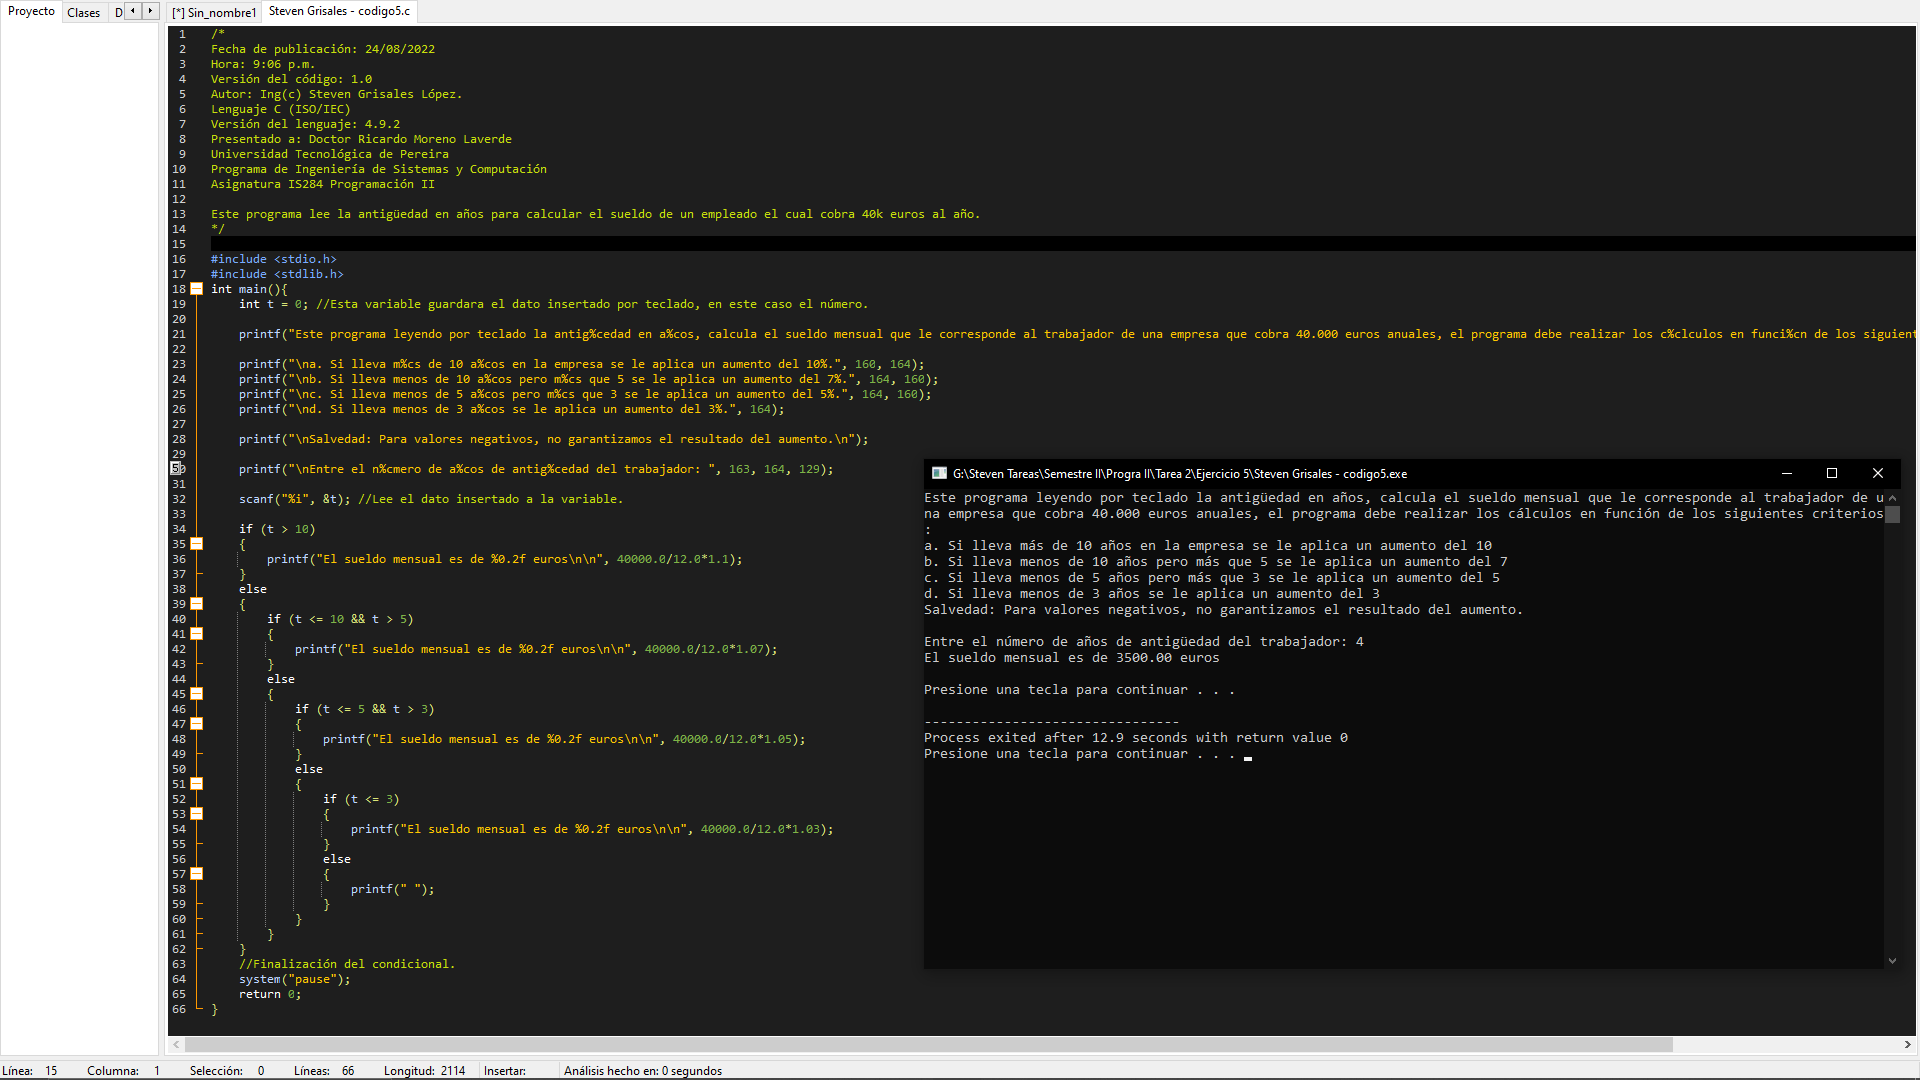 Proyecto Clases D [*] Sin_nombre1 Steven Grisales - codigo5.c
1 /*
2 Fecha de publicación: 24/08/2022
3 Hora: 9:06 p.m.
4 Versión del código: 1.0
5 Autor: Ing(c) Steven Grisales López.
6 Lenguaje C (ISO/IEC)
7 Versión del lenguaje: 4.9.2
8 Presentado a: Doctor Ricardo Moreno Laverde
9 Universidad Tecnológica de Pereira
10 Programa de Ingeniería de Sistemas y Computación
11 Asignatura IS284 Programación II
12
13 Este programa lee la antigüedad en años para calcular el sueldo de un empleado el cual cobra 40k euros al año.
14 */
15
16 #include <stdio.h>
17 #include <stdlib.h>
18 int main(){
19 int t = 0; //Esta variable guardara el dato insertado por teclado, en este caso el número.
20
21 printf("Este programa leyendo por teclado la antig%cedad en a%cos, calcula el sueldo mensual que le corresponde al trabajador de una empresa que cobra 40.000 euros anuales, el programa debe realizar los c%clculos en funci%cn de los siguient
22
23 printf("\na. Si lleva m%cs de 10 a%cos en la empresa se le aplica un aumento del 10%.", 160, 164);
24 printf("\nb. Si lleva menos de 10 a%cos pero m%cs que 5 se le aplica un aumento del 7%.", 164, 160);
25 printf("\nc. Si lleva menos de 5 a%cos pero m%cs que 3 se le aplica un aumento del 5%.", 164, 160);
26 printf("\nd. Si lleva menos de 3 a%cos se le aplica un aumento del 3%.", 164);
27
28 printf("\nSalvedad: Para valores negativos, no garantizamos el resultado del aumento.\n");
29
5 printf("\nEntre el n%cmero de a%cos de antig%cedad del trabajador: ", 163, 164, 129);
31
32 scanf("%i", &t); //Lee el dato insertado a la variable.
33
34 if (t > 10)
35 {
36 printf("El sueldo mensual es de %0.2f euros\n\n", 40000.0/12.0*1.1);
37 }
38 else
39 {
40 if (t <= 10 && t > 5)
41 {
42 printf("El sueldo mensual es de %0.2f euros\n\n", 40000.0/12.0*1.07);
43 }
44 else
45 {
46 if (t <= 5 && t > 3)
47 {
48 printf("El sueldo mensual es de %0.2f euros\n\n", 40000.0/12.0*1.05);
49 }
50 else
51 {
52 if (t <= 3)
53 {
54 printf("El sueldo mensual es de %0.2f euros\n\n", 40000.0/12.0*1.03);
55 }
56 else
57 {
58 printf(" ");
59 }
60 }
61 }
62 }
63 //Finalización del condicional.
64 system("pause");
65 return 0;
66 }
G:\Steven Tareas\Semestre II\Progra II\Tarea 2\Ejercicio 5\Steven Grisales - codigo5.exe
Este programa leyendo por teclado la antigüedad en años, calcula el sueldo mensual que le corresponde al trabajador de u
na empresa que cobra 40.000 euros anuales, el programa debe realizar los cálculos en función de los siguientes criterios
:
a. Si lleva más de 10 años en la empresa se le aplica un aumento del 10
b. Si lleva menos de 10 años pero más que 5 se le aplica un aumento del 7
c. Si lleva menos de 5 años pero más que 3 se le aplica un aumento del 5
d. Si lleva menos de 3 años se le aplica un aumento del 3
Salvedad: Para valores negativos, no garantizamos el resultado del aumento.
Entre el número de años de antigüedad del trabajador: 4
El sueldo mensual es de 3500.00 euros
Presione una tecla para continuar . . .
--------------------------------
Process exited after 12.9 seconds with return value 0
Presione una tecla para continuar . . .
Línea: 15 Columna: 1 Selección: 0 Líneas: 66 Longitud: 2114 Insertar: Análisis hecho en: 0 segundos